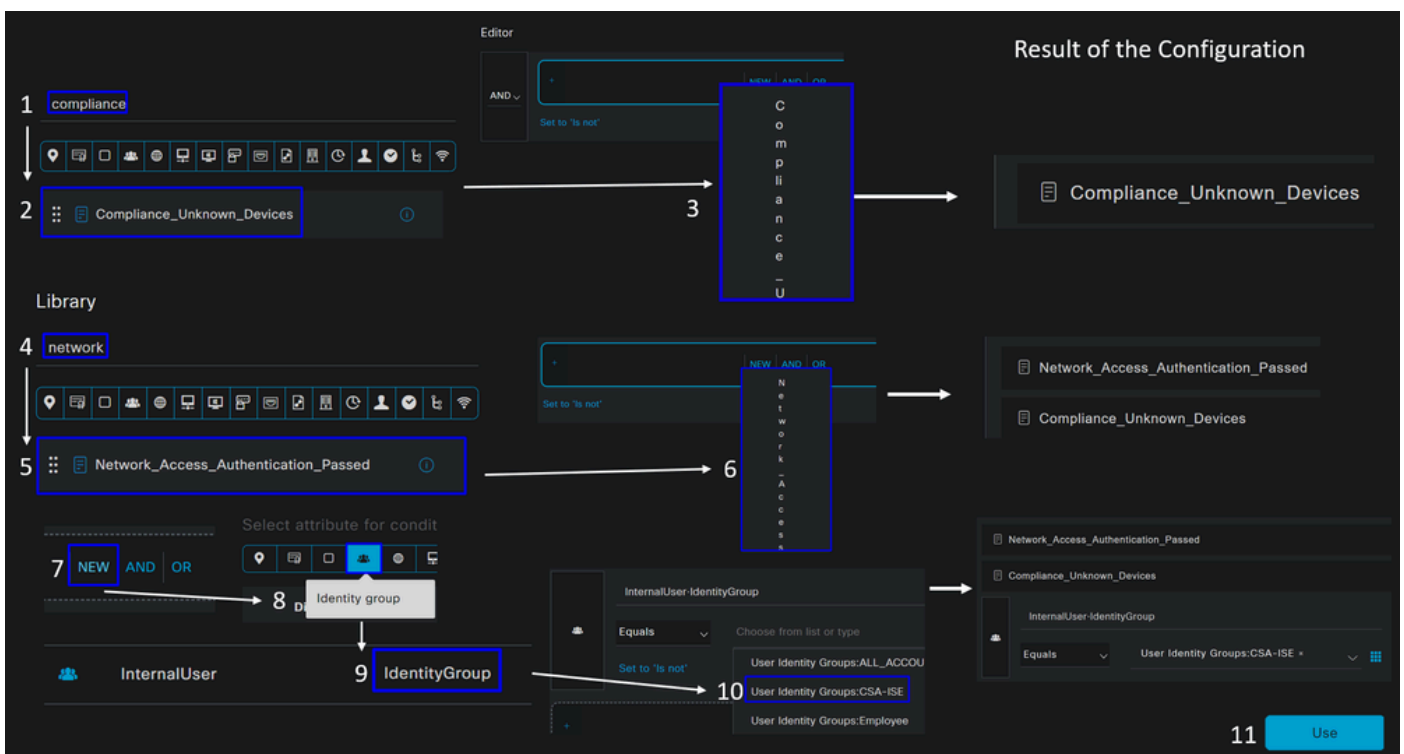 Editor
Result of the Configuration
1 compliance
AND
+
NEW AND OR
Set to 'Is not'
C
o
m
p
li
a
n
c
e
_
U
3
2 Compliance_Unknown_Devices
Compliance_Unknown_Devices
Library
4 network
+
NEW AND OR
Set to 'Is not'
N
e
t
w
o
r
k
_
A
c
c
e
s
s
6
Network_Access_Authentication_Passed
Compliance_Unknown_Devices
5 Network_Access_Authentication_Passed
7 NEW AND OR
Select attribute for condit
8 Di
Identity group
InternalUser
9 IdentityGroup
InternalUser·IdentityGroup
Equals
Choose from list or type
Set to 'Is not'
User Identity Groups:ALL_ACCOU
10 User Identity Groups:CSA-ISE
User Identity Groups:Employee
+
Network_Access_Authentication_Passed
Compliance_Unknown_Devices
InternalUser·IdentityGroup
Equals
User Identity Groups:CSA-ISE ×
11 Use